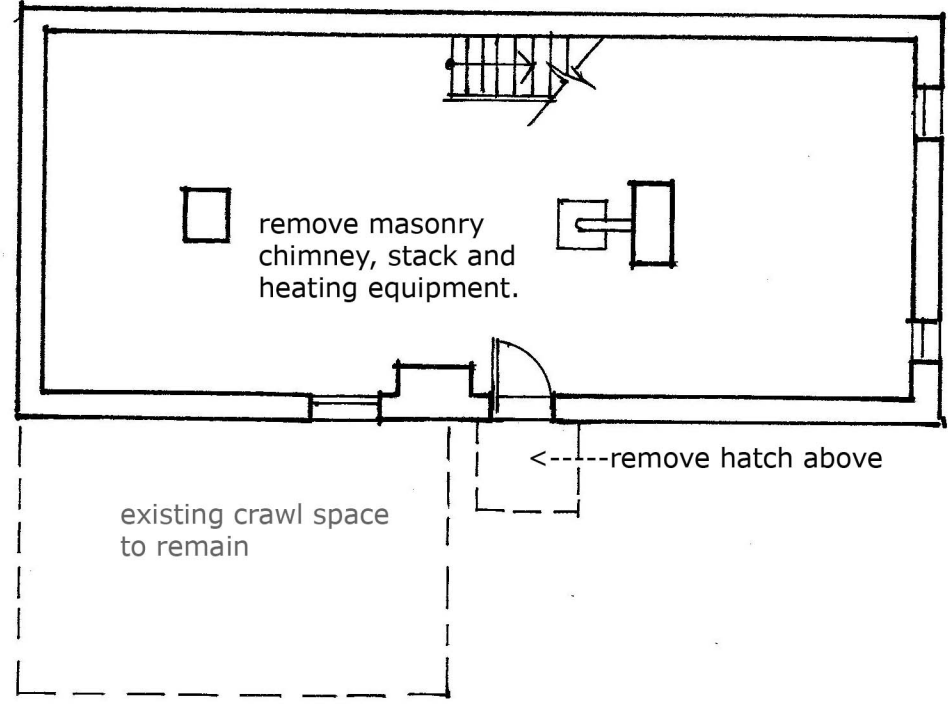 remove masonry
chimney, stack and
heating equipment.
<-----remove hatch above
existing crawl space
to remain